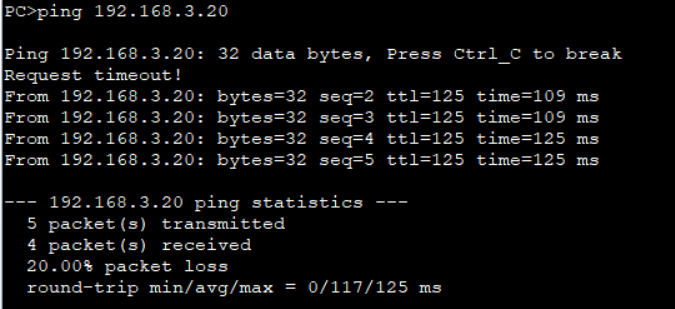 PC>ping 192.168.3.20
Ping 192.168.3.20: 32 data bytes, Press Ctrl_C to break
Request timeout!
From 192.168.3.20: bytes=32 seq=2 ttl=125 time=109 ms
From 192.168.3.20: bytes=32 seq=3 ttl=125 time=109 ms
From 192.168.3.20: bytes=32 seq=4 ttl=125 time=125 ms
From 192.168.3.20: bytes=32 seq=5 ttl=125 time=125 ms
--- 192.168.3.20 ping statistics ---
5 packet(s) transmitted
4 packet(s) received
20.00% packet loss
round-trip min/avg/max = 0/117/125 ms